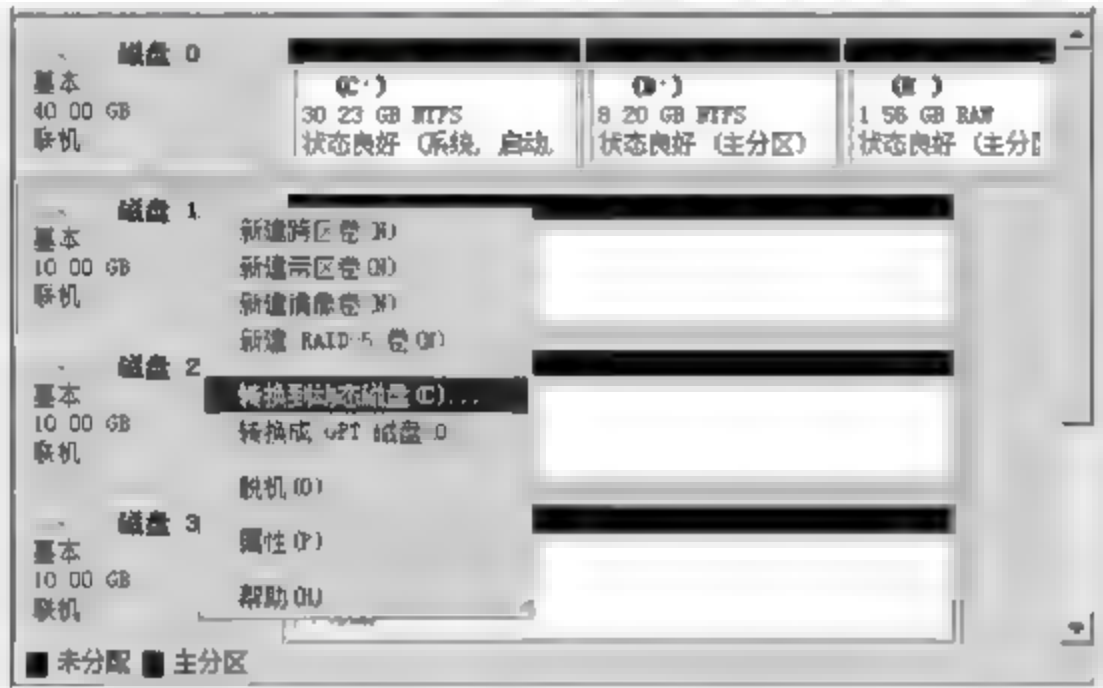 磁盘 0
基本
40.00 GB
联机
(C:)
30.23 GB NTFS
状态良好 (系统, 启动,
(D:)
8.20 GB NTFS
状态良好 (主分区)
(E:)
1.56 GB RAW
状态良好 (主分区
磁盘 1
基本
10.00 GB
联机
磁盘 2
基本
10.00 GB
联机
磁盘 3
基本
10.00 GB
联机
新建跨区卷(N)
新建带区卷(N)
新建镜像卷(N)
新建 RAID-5 卷(W)
转换到动态磁盘(C)...
转换成 GPT 磁盘
脱机(O)
属性(P)
帮助(H)
未分配 主分区